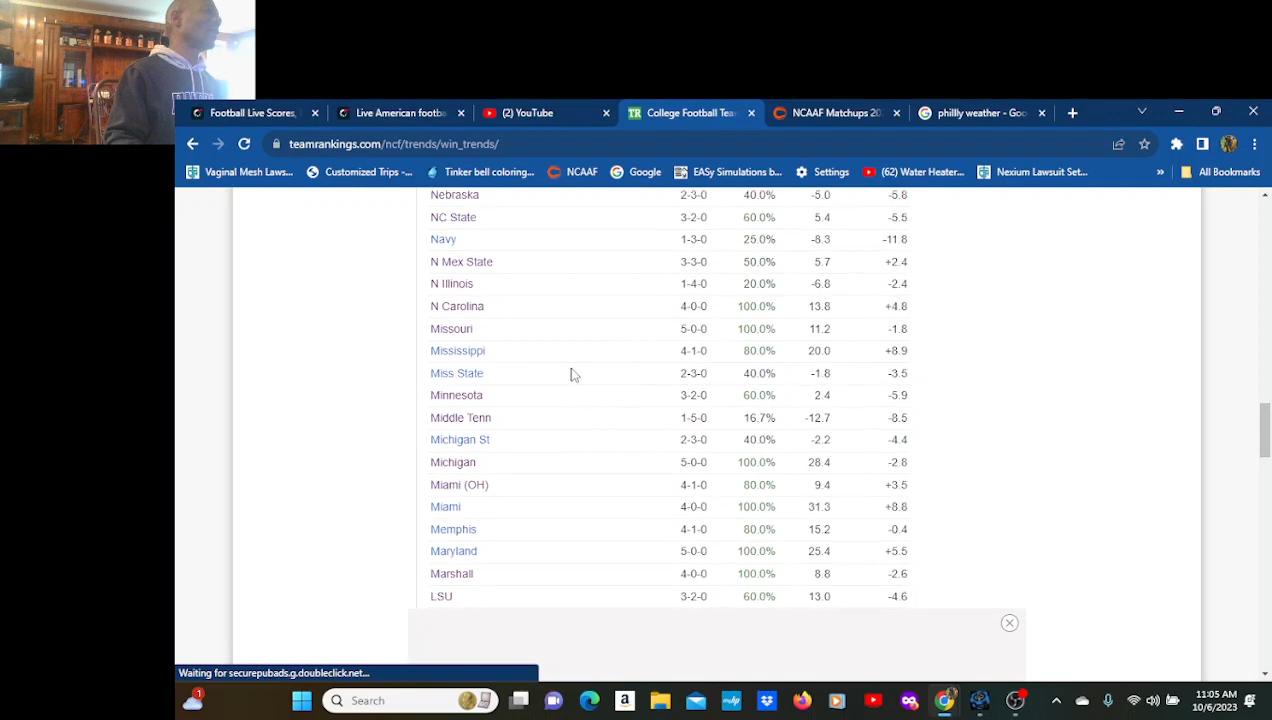 Football Live Scores, Live American footba (2) YouTube TR College Football Tea NCAAF Matchups 202 phillly weather - Goo
teamrankings.com/ncf/trends/win_trends/
Vaginal Mesh Laws... Customized Trips -... Tinker bell coloring... NCAAF Google EASy Simulations b... Settings (62) Water Heater... Nexium Lawsuit Set... » All Bookmarks
Nebraska 2-3-0 40.0% -5.0 -5.8
NC State 3-2-0 60.0% 5.4 -5.5
Navy 1-3-0 25.0% -8.3 -11.8
N Mex State 3-3-0 50.0% 5.7 +2.4
N Illinois 1-4-0 20.0% -6.8 -2.4
N Carolina 4-0-0 100.0% 13.8 +4.8
Missouri 5-0-0 100.0% 11.2 -1.8
Mississippi 4-1-0 80.0% 20.0 +8.9
Miss State 2-3-0 40.0% -1.8 -3.5
Minnesota 3-2-0 60.0% 2.4 -5.9
Middle Tenn 1-5-0 16.7% -12.7 -8.5
Michigan St 2-3-0 40.0% -2.2 -4.4
Michigan 5-0-0 100.0% 28.4 -2.8
Miami (OH) 4-1-0 80.0% 9.4 +3.5
Miami 4-0-0 100.0% 31.3 +8.8
Memphis 4-1-0 80.0% 15.2 -0.4
Maryland 5-0-0 100.0% 25.4 +5.5
Marshall 4-0-0 100.0% 8.8 -2.6
LSU 3-2-0 60.0% 13.0 -4.6
Waiting for securepubads.g.doubleclick.net...
1 Search a hp 11:05 AM
10/6/2023